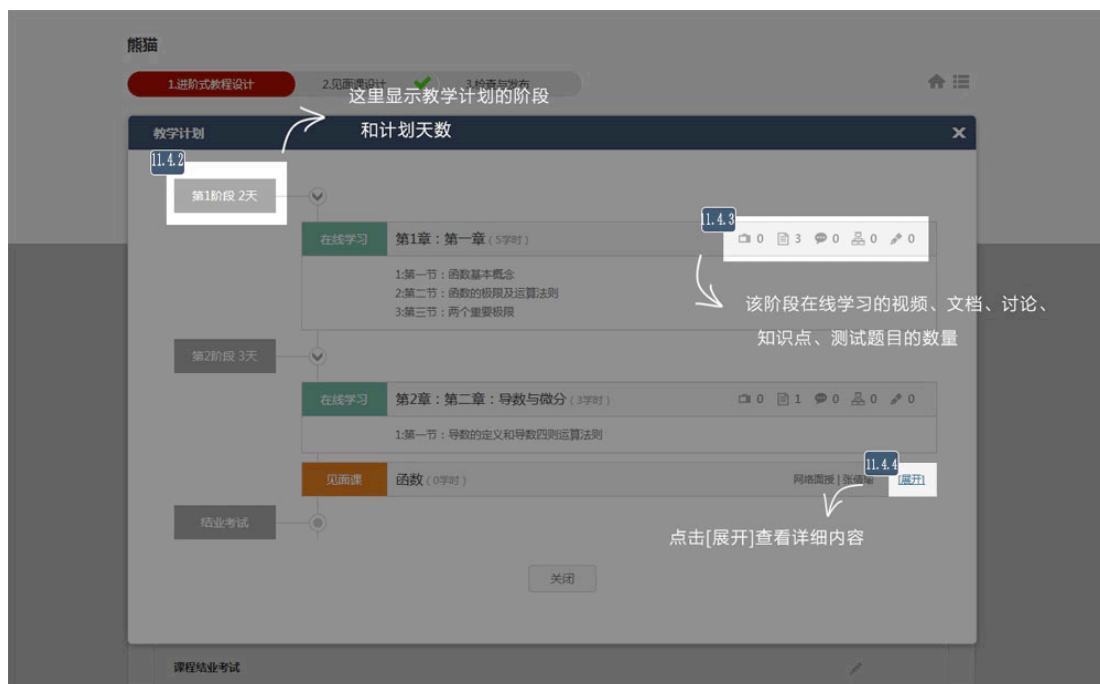 熊猫
1.进阶式教程设计 2.见面课设计 3.检查与发布
这里显示教学计划的阶段
和计划天数
教学计划
11.4.2
第1阶段 2天
11.4.3
在线学习 第1章：第一章（5学时） 0 3 0 0 0
1:第一节：函数基本概念
2:第二节：函数的极限及运算法则
3:第三节：两个重要极限
该阶段在线学习的视频、文档、讨论、
知识点、测试题目的数量
第2阶段 3天
在线学习 第2章：第二章：导数与微分（3学时） 0 1 0 0 0
1:第一节：导数的定义和导数四则运算法则
11.4.4
见面课 函数（0学时） 网络面授 | [展开]
结业考试
点击[展开]查看详细内容
关闭
课程结业考试